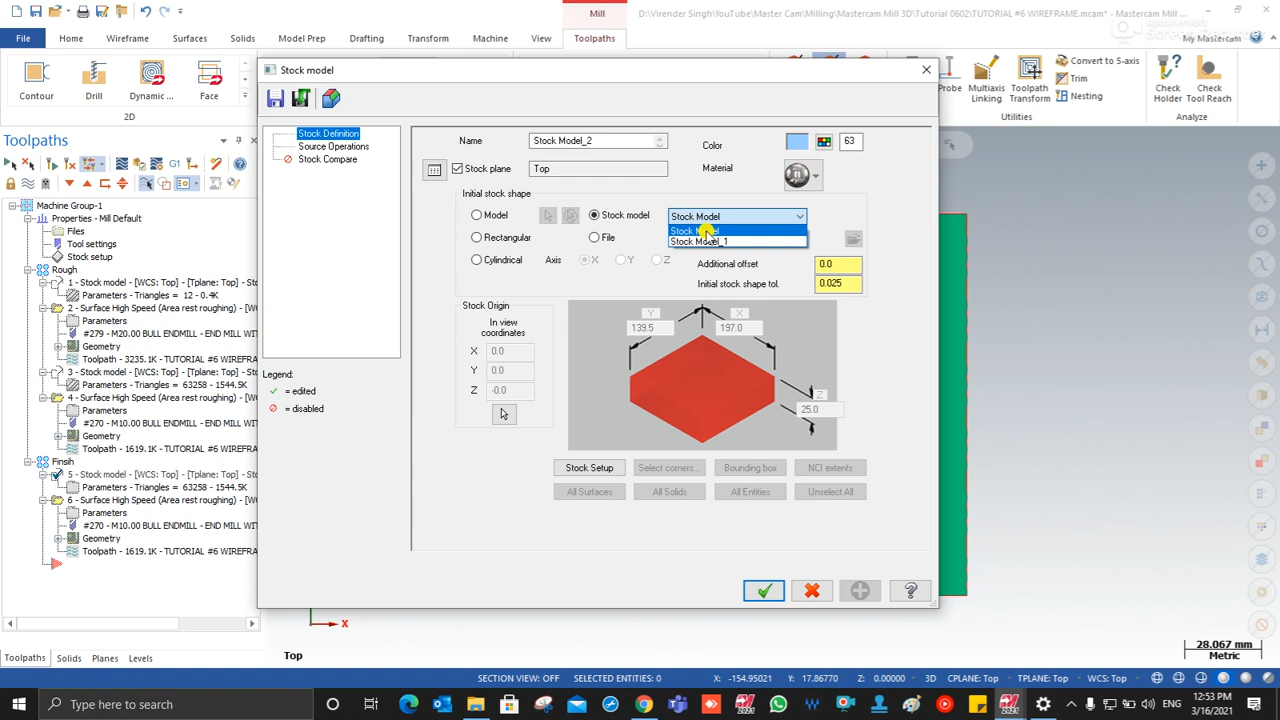 Mill
D:\Virender Singh\YouTube\Master Cam\Milling\Mastercam Mill 3D\Tutorial 0602\TUTORIAL #6 WIREFRAME.mcam* - Mastercam Mill ...
File
Home
Wireframe
Surfaces
Solids
Model Prep
Drafting
Transform
Machine
View
Toolpaths
My Mastercam
Contour
Drill
Dynamic ...
Face
2D
Probe
Multiaxis Linking
Toolpath Transform
Convert to 5-axis
Trim
Nesting
Utilities
Check Holder
Check Tool Reach
Analyze
Toolpaths
G1
Machine Group-1
Properties - Mill Default
Files
Tool settings
Stock setup
Rough
1 - Stock model - [WCS: Top] - [Tplane:
Parameters - Triangles = 12 - 0.4K
2 - Surface High Speed (Area roughing)
Parameters
#279 - M20.00 BULL ENDMILL - END MILL W
Geometry
Toolpath - 3235.1K - TUTORIAL #6 WIREF
3 - Stock model - [WCS: Top] - [Tplane:
Parameters - Triangles = 63258 - 1544.5K
4 - Surface High Speed (Area rest roughing)
Parameters
#270 - M10.00 BULL ENDMILL - END MILL W
Geometry
Toolpath - 1619.1K - TUTORIAL #6 WIREF
Finsih
5 - Stock model - [WCS: Top] - [Tplane: Top] - Sto
Parameters - Triangles = 63258 - 1544.5K
6 - Surface High Speed (Area rest roughing) - [W
Parameters
#270 - M10.00 BULL ENDMILL - END MILL WITH
Geometry
Toolpath - 1619.1K - TUTORIAL #6 WIREFRAME
Toolpaths
Solids
Planes
Levels
Stock model
Stock Definition
Source Operations
Stock Compare
Legend:
= edited
= disabled
Name
Stock Model_2
Color
63
Stock plane
Top
Material
Initial stock shape
Model
Stock model
Stock Model
Stock Model
Stock Model_1
Rectangular
File
Cylindrical
Axis
X
Y
Z
Additional offset
0.0
Initial stock shape tol.
0.025
Stock Origin
In view coordinates
X
0.0
Y
0.0
Z
-0.0
Y
139.5
X
197.0
Z
25.0
Stock Setup
Select corners...
Bounding box
NCI extents
All Surfaces
All Solids
All Entities
Unselect All
X
Top
28.067 mm
Metric
SECTION VIEW: OFF
SELECTED ENTITIES: 0
X: -154.95021
Y: 17.86770
Z: 0.00000
3D
CPLANE: Top
TPLANE: Top
WCS: Top
Type here to search
ENG
12:53 PM
3/16/2021